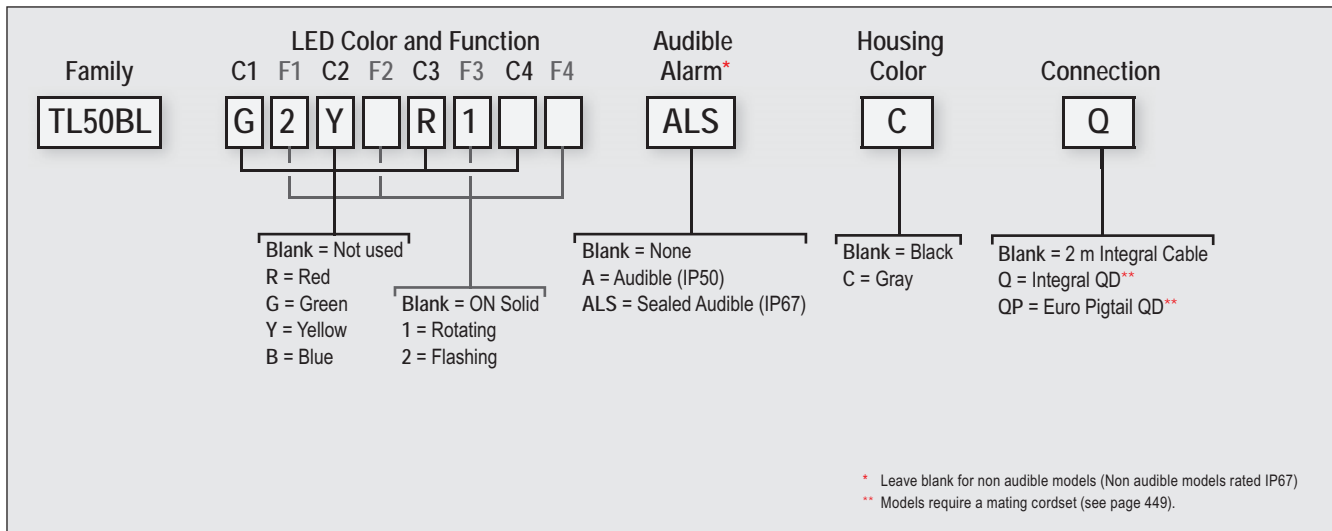 LED Color and Function
Audible
Alarm*
Housing
Color
Family
C1 F1 C2 F2 C3 F3 C4 F4
Connection
TL50BL
G 2 Y R 1
ALS
C
Q
Blank = Not used
R = Red
G = Green
Y = Yellow
B = Blue
Blank = ON Solid
1 = Rotating
2 = Flashing
Blank = None
A = Audible (IP50)
ALS = Sealed Audible (IP67)
Blank = Black
C = Gray
Blank = 2 m Integral Cable
Q = Integral QD**
QP = Euro Pigtail QD**
* Leave blank for non audible models (Non audible models rated IP67)
** Models require a mating cordset (see page 449).